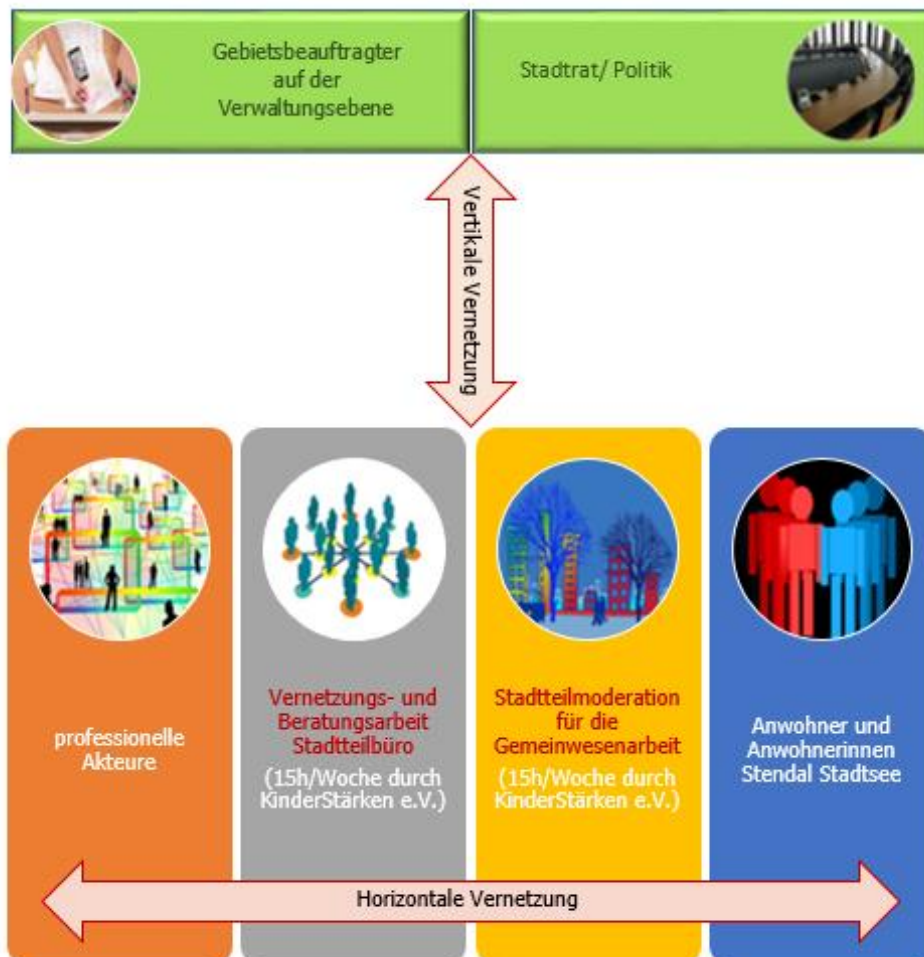 Gebietsbeauftragter
auf der
Verwaltungsebene
Stadtrat/ Politik
Vertikale Vernetzung
professionelle
Akteure
Vernetzungs- und
Beratungsarbeit
Stadtteilbüro
(15h/Woche durch
KinderStärken e.V.)
Stadtteilmoderation
für die
Gemeinwesenarbeit
(15h/Woche durch
KinderStärken e.V.)
Anwohner und
Anwohnerinnen
Stendal Stadtsee
Horizontale Vernetzung